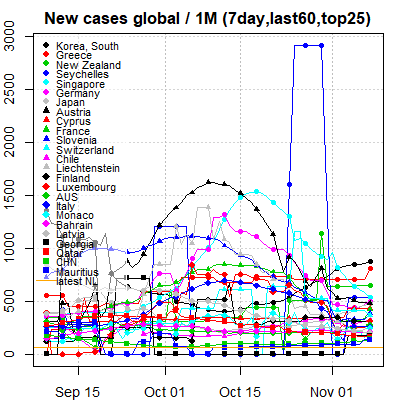 New cases global / 1M (7day,last60,top25)
3000
2500
2000
1500
1000
500
0
Korea, South
Greece
New Zealand
Seychelles
Singapore
Germany
Japan
Austria
Cyprus
France
Slovenia
Switzerland
Chile
Liechtenstein
Finland
Luxembourg
AUS
Italy
Monaco
Bahrain
Latvia
Georgia
Qatar
CHN
Mauritius
latest NL
Sep 15
Oct 01
Oct 15
Nov 01